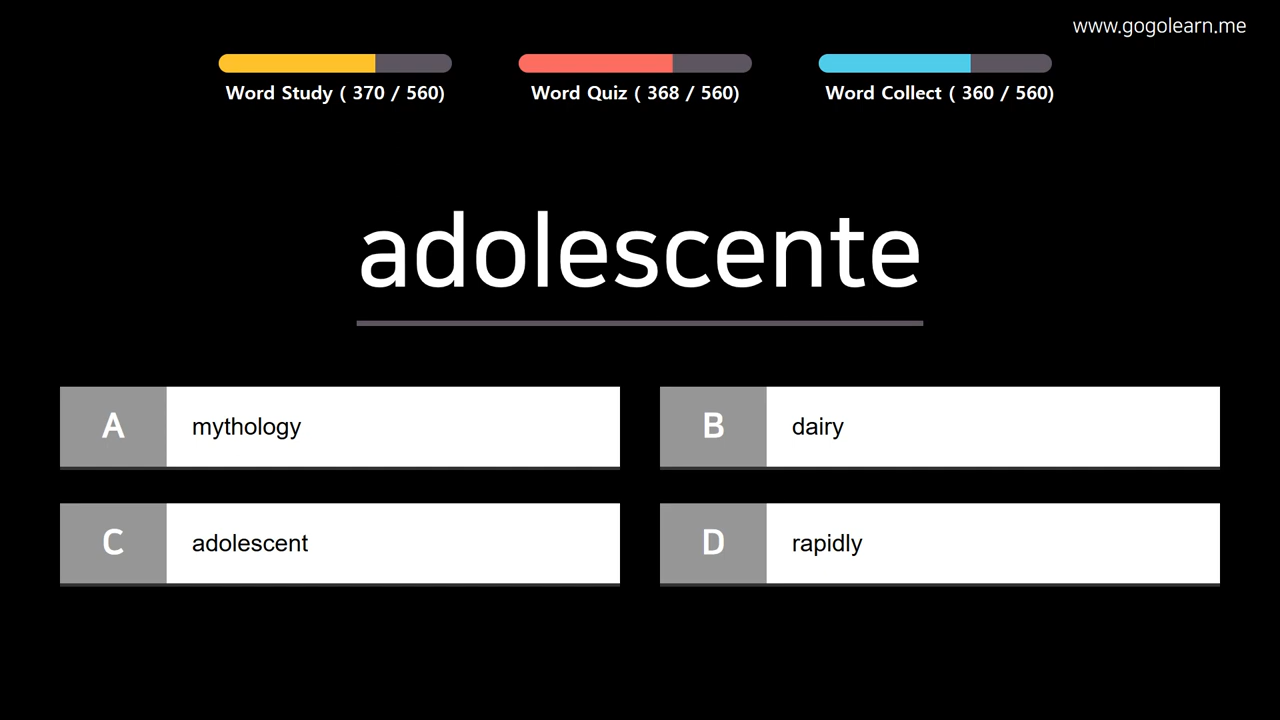 www.gogolearn.me
Word Study ( 370 / 560)
Word Quiz ( 368 / 560)
Word Collect ( 360 / 560)
adolescente
A mythology
B dairy
C adolescent
D rapidly